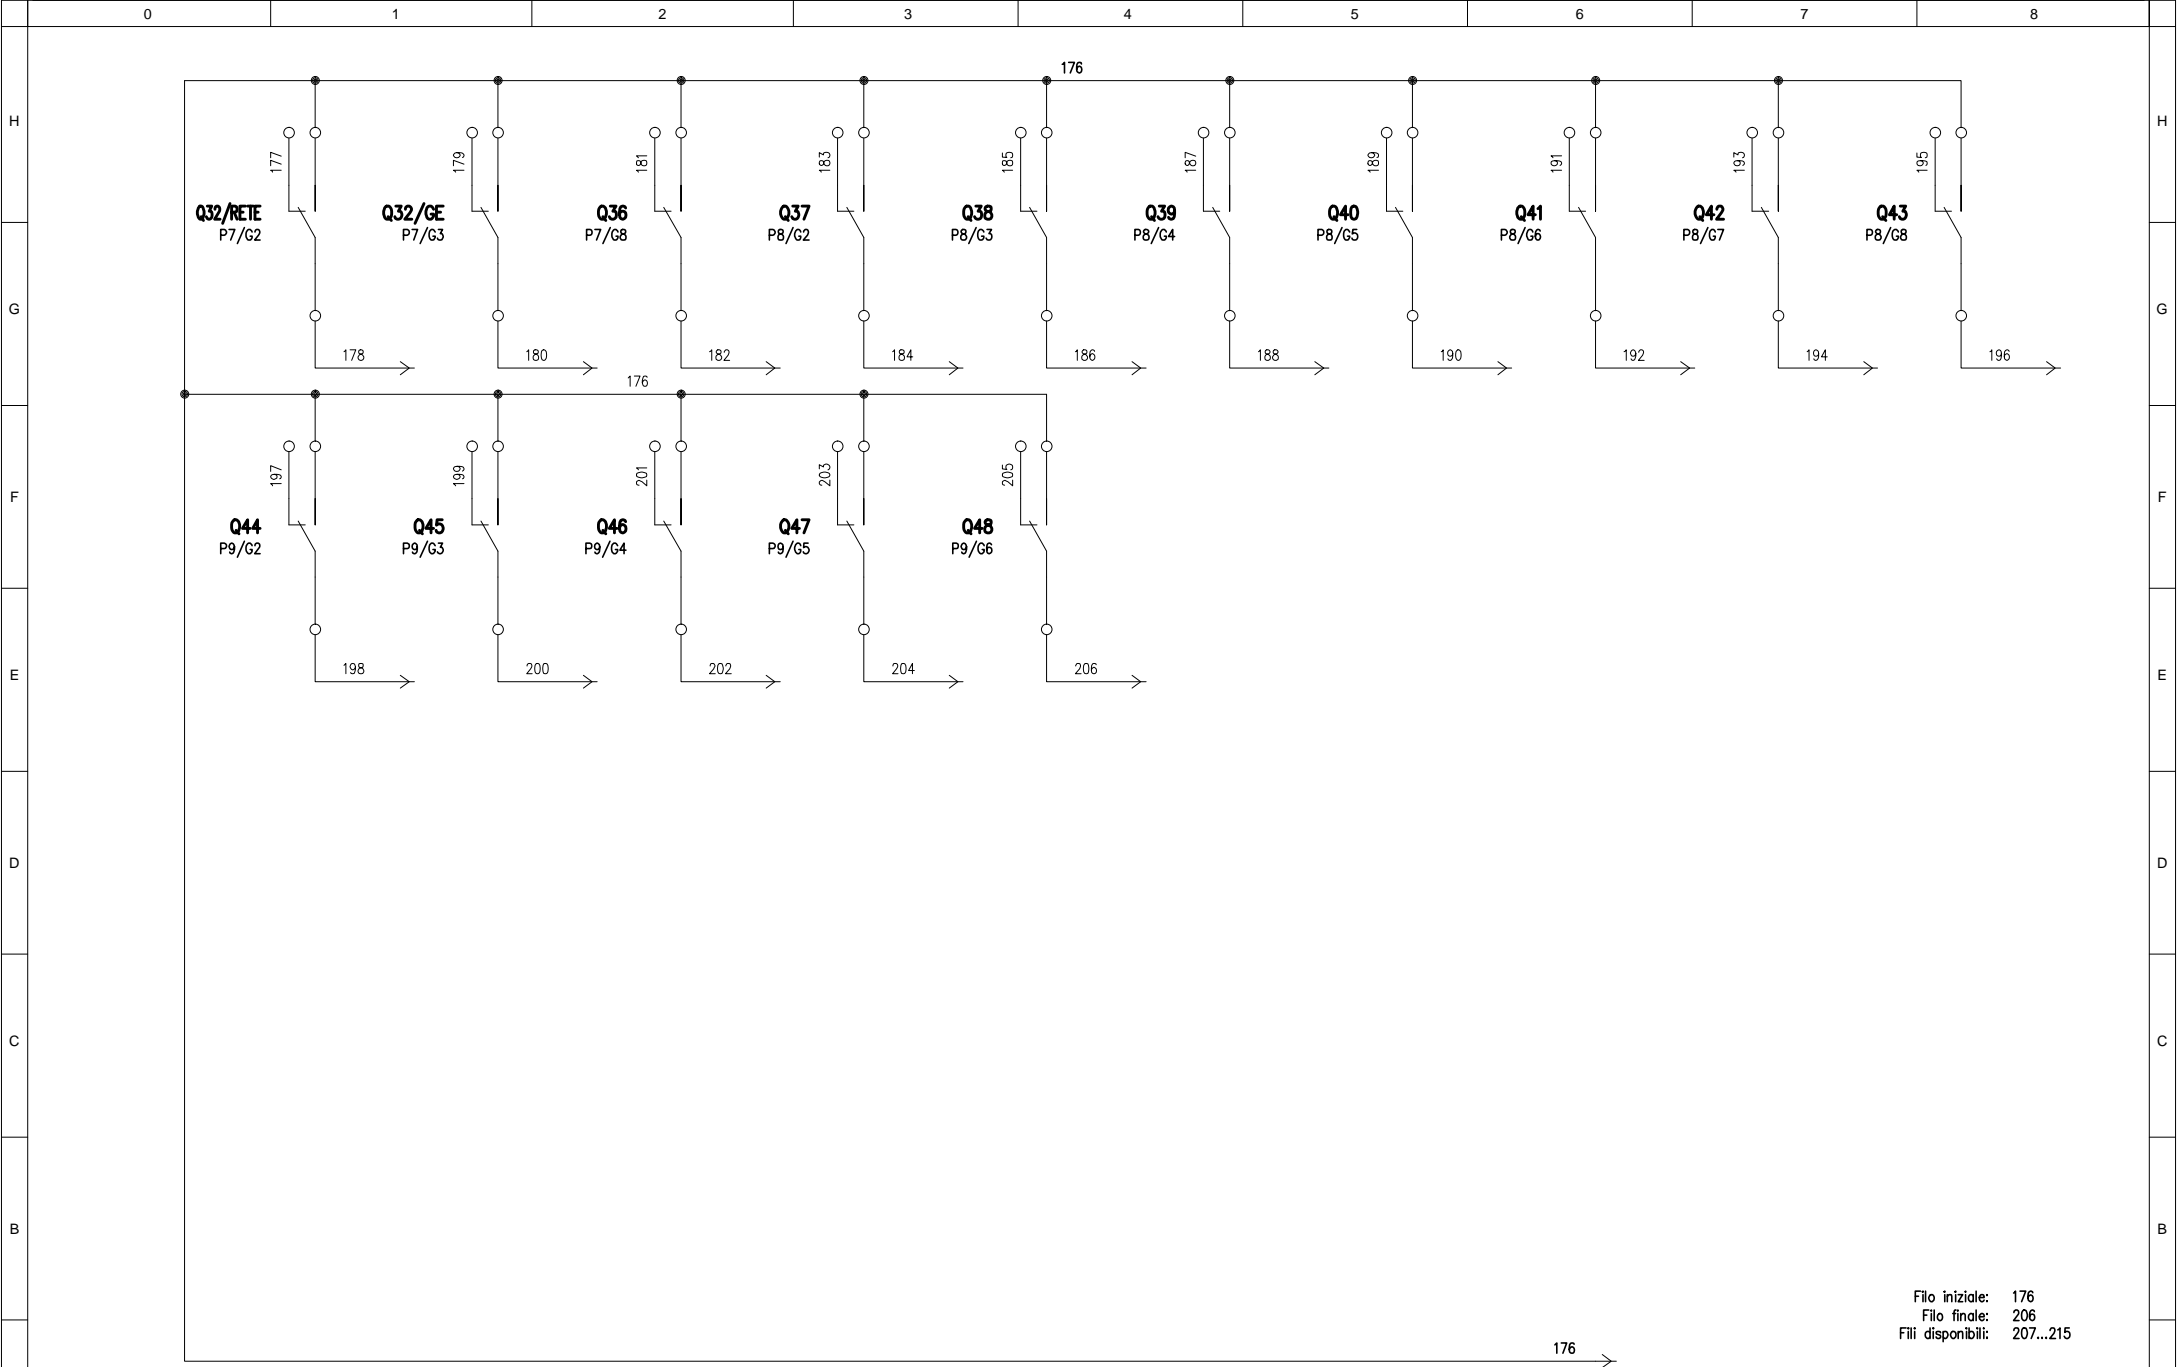 0 1 2 3 4 5 6 7 8
176
H H
177 179 181 183 185 187 189 191 193 195
Q32/RETE Q32/GE Q36 Q37 Q38 Q39 Q40 Q41 Q42 Q43
P7/G2 P7/G3 P7/G8 P8/G2 P8/G3 P8/G4 P8/G5 P8/G6 P8/G7 P8/G8
G G
178 180 182 184 186 188 190 192 194 196
176
197 199 201 203 205
F F
Q44 Q45 Q46 Q47 Q48
P9/G2 P9/G3 P9/G4 P9/G5 P9/G6
198 200 202 204 206
E E
D D
C C
B B
Filo iniziale: 176
Filo finale: 206
Fili disponibili: 207...215
176